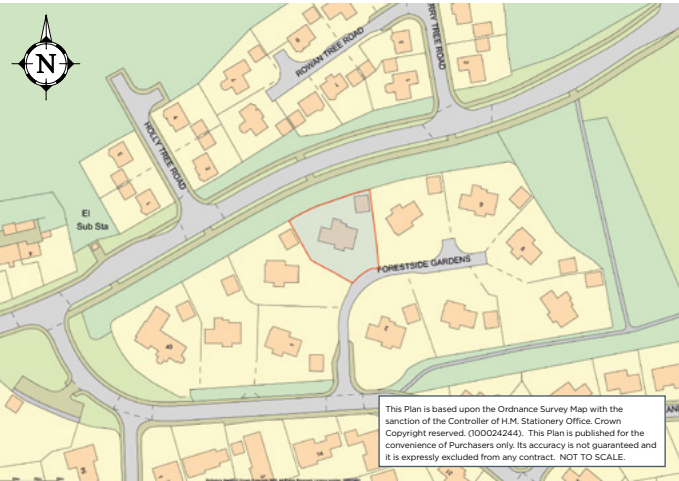 N
ROWAN TREE ROAD
RRY TREE ROAD
HOLLY TREE ROAD
El
Sub Sta
FORESTSIDE GARDENS
This Plan is based upon the Ordnance Survey Map with the
sanction of the Controller of H.M. Stationery Office. Crown
Copyright reserved. (100024244). This Plan is published for the
convenience of Purchasers only. Its accuracy is not guaranteed and
it is expressly excluded from any contract. NOT TO SCALE.